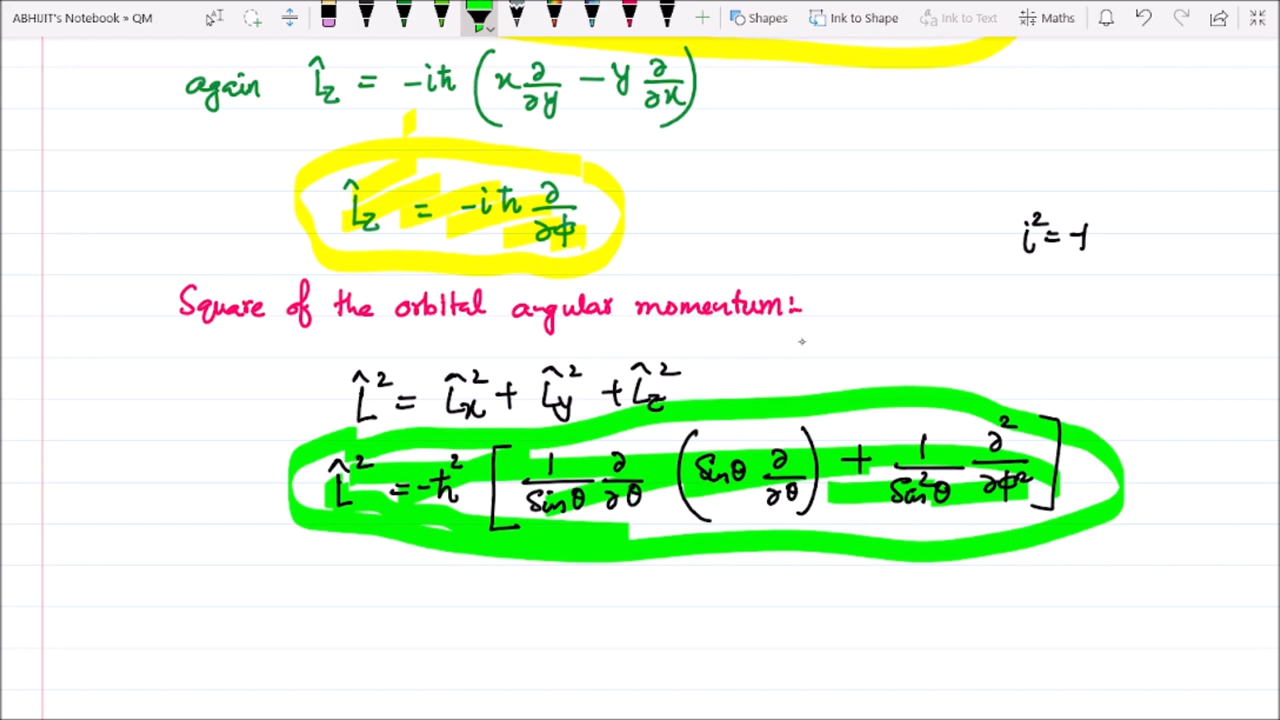 ABHIJIT's Notebook » QM Shapes Ink to Shape Ink to Text Maths
again L̂z = -iħ (x ∂/∂y - y ∂/∂x)
L̂z = -iħ ∂/∂φ
i² = -1
Square of the orbital angular momentum:-
L̂² = L̂x² + L̂y² + L̂z²
L̂² = -ħ² [1/Sinθ ∂/∂θ (Sinθ ∂/∂θ) + 1/Sin²θ ∂²/∂φ²]